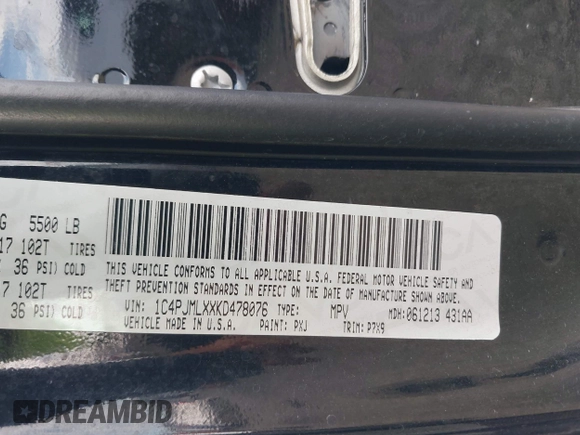 G 5500 LB
17 102T TIRES
36 PSI) COLD
7 102T TIRES
36 PSI) COLD
THIS VEHICLE CONFORMS TO ALL APPLICABLE U.S.A. FEDERAL MOTOR VEHICLE SAFETY AND
THEFT PREVENTION STANDARDS IN EFFECT ON THE DATE OF MANUFACTURE SHOWN ABOVE.
VIN: 1C4PJMLXXKD478076 TYPE: MPV MDH: 061213 431AA
VEHICLE MADE IN U.S.A. PAINT: PXJ TRIM: P7X9
DREAMBID